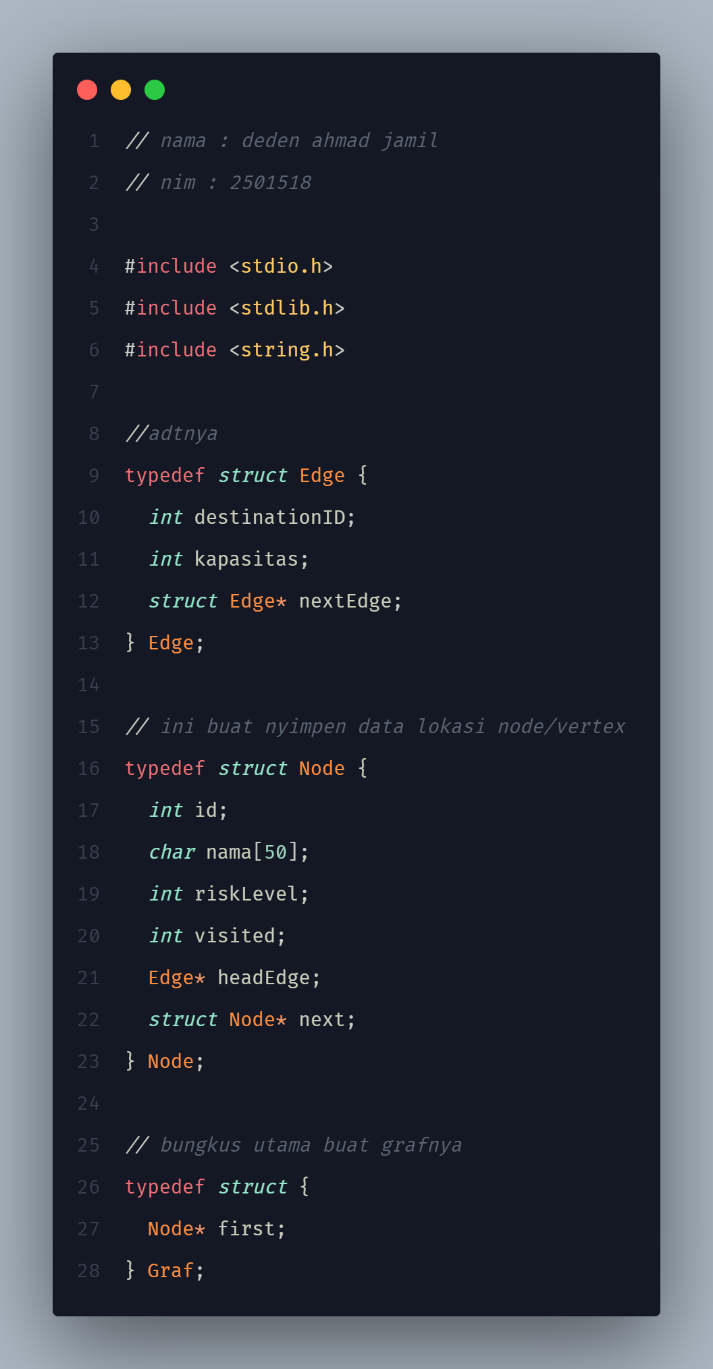 1 // nama : deden ahmad jamil
2 // nim : 2501518
3
4 #include <stdio.h>
5 #include <stdlib.h>
6 #include <string.h>
7
8 //adtnya
9 typedef struct Edge {
10   int destinationID;
11   int kapasitas;
12   struct Edge* nextEdge;
13 } Edge;
14
15 // ini buat nyimpen data lokasi node/vertex
16 typedef struct Node {
17   int id;
18   char nama[50];
19   int riskLevel;
20   int visited;
21   Edge* headEdge;
22   struct Node* next;
23 } Node;
24
25 // bungkus utama buat grafnya
26 typedef struct {
27   Node* first;
28 } Graf;